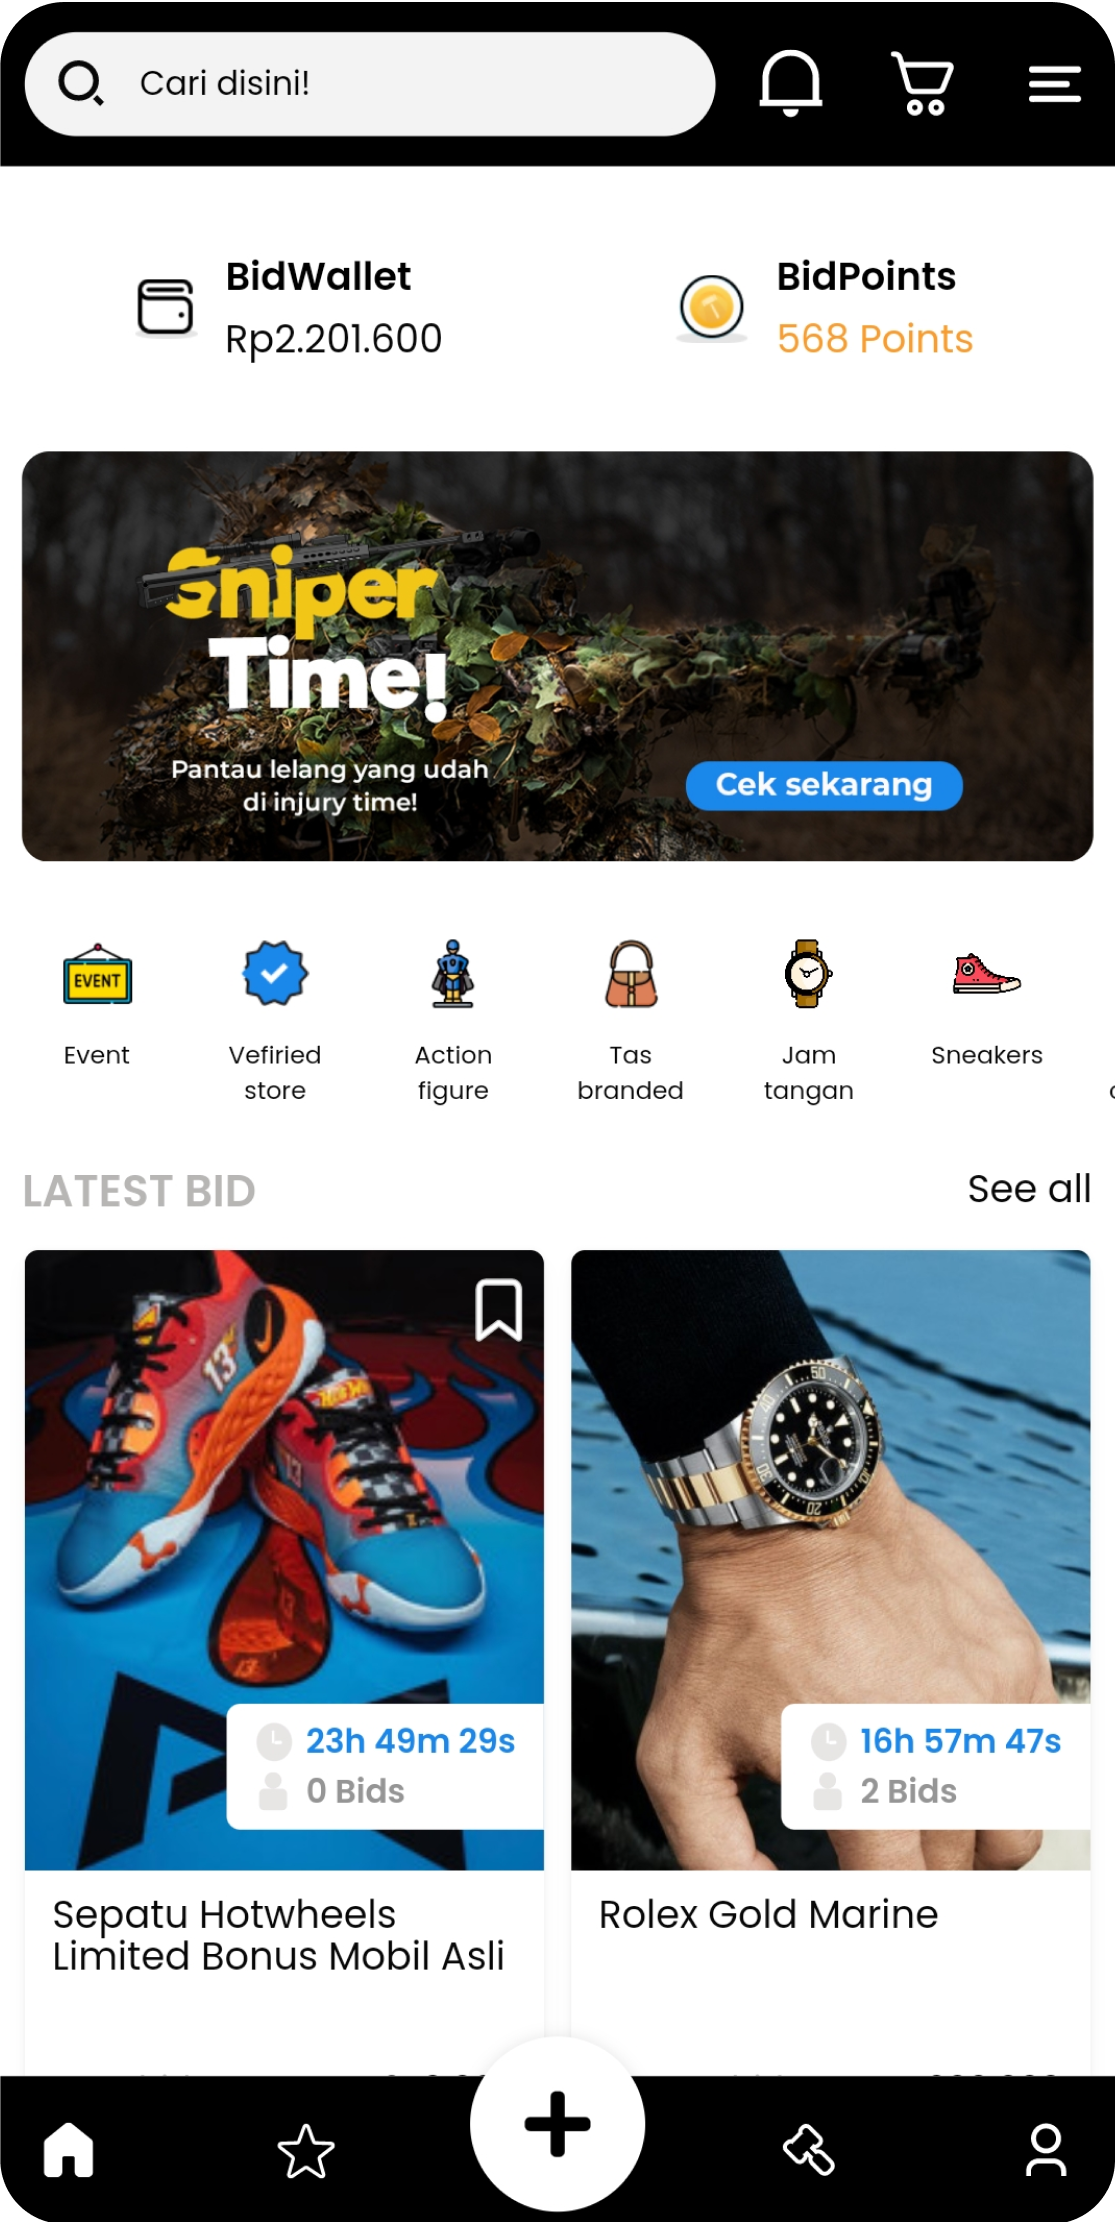 Cari disini!
BidWallet
Rp2.201.600
BidPoints
568 Points
Sniper
Time!
Pantau lelang yang udah
di injury time!
Cek sekarang
EVENT
Event
Vefiried
store
Action
figure
Tas
branded
Jam
tangan
Sneakers
LATEST BID
See all
13
23h 49m 29s
0 Bids
16h 57m 47s
2 Bids
Sepatu Hotwheels
Limited Bonus Mobil Asli
Rolex Gold Marine